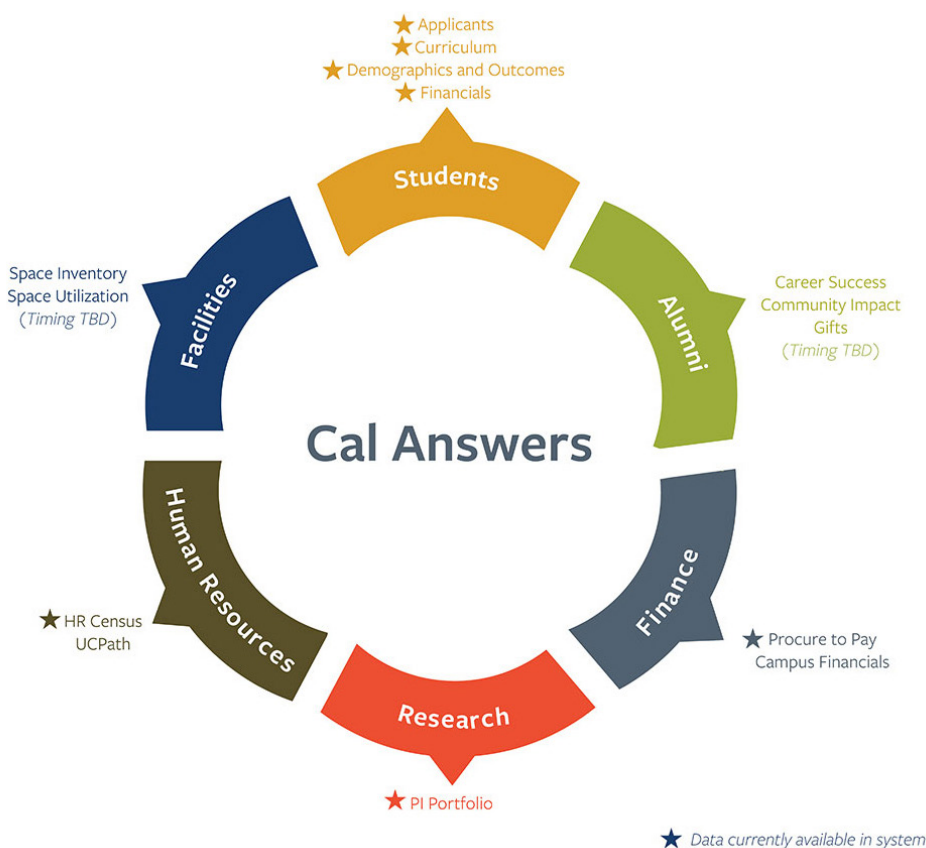 ★ Applicants
★ Curriculum
★ Demographics and Outcomes
★ Financials
Students
Facilities
Space Inventory
Space Utilization
(Timing TBD)
Alumni
Career Success
Community Impact
Gifts
(Timing TBD)
Cal Answers
Human Resources
★ HR Census
UCPath
Finance
★ Procure to Pay
Campus Financials
Research
★ PI Portfolio
★ Data currently available in system